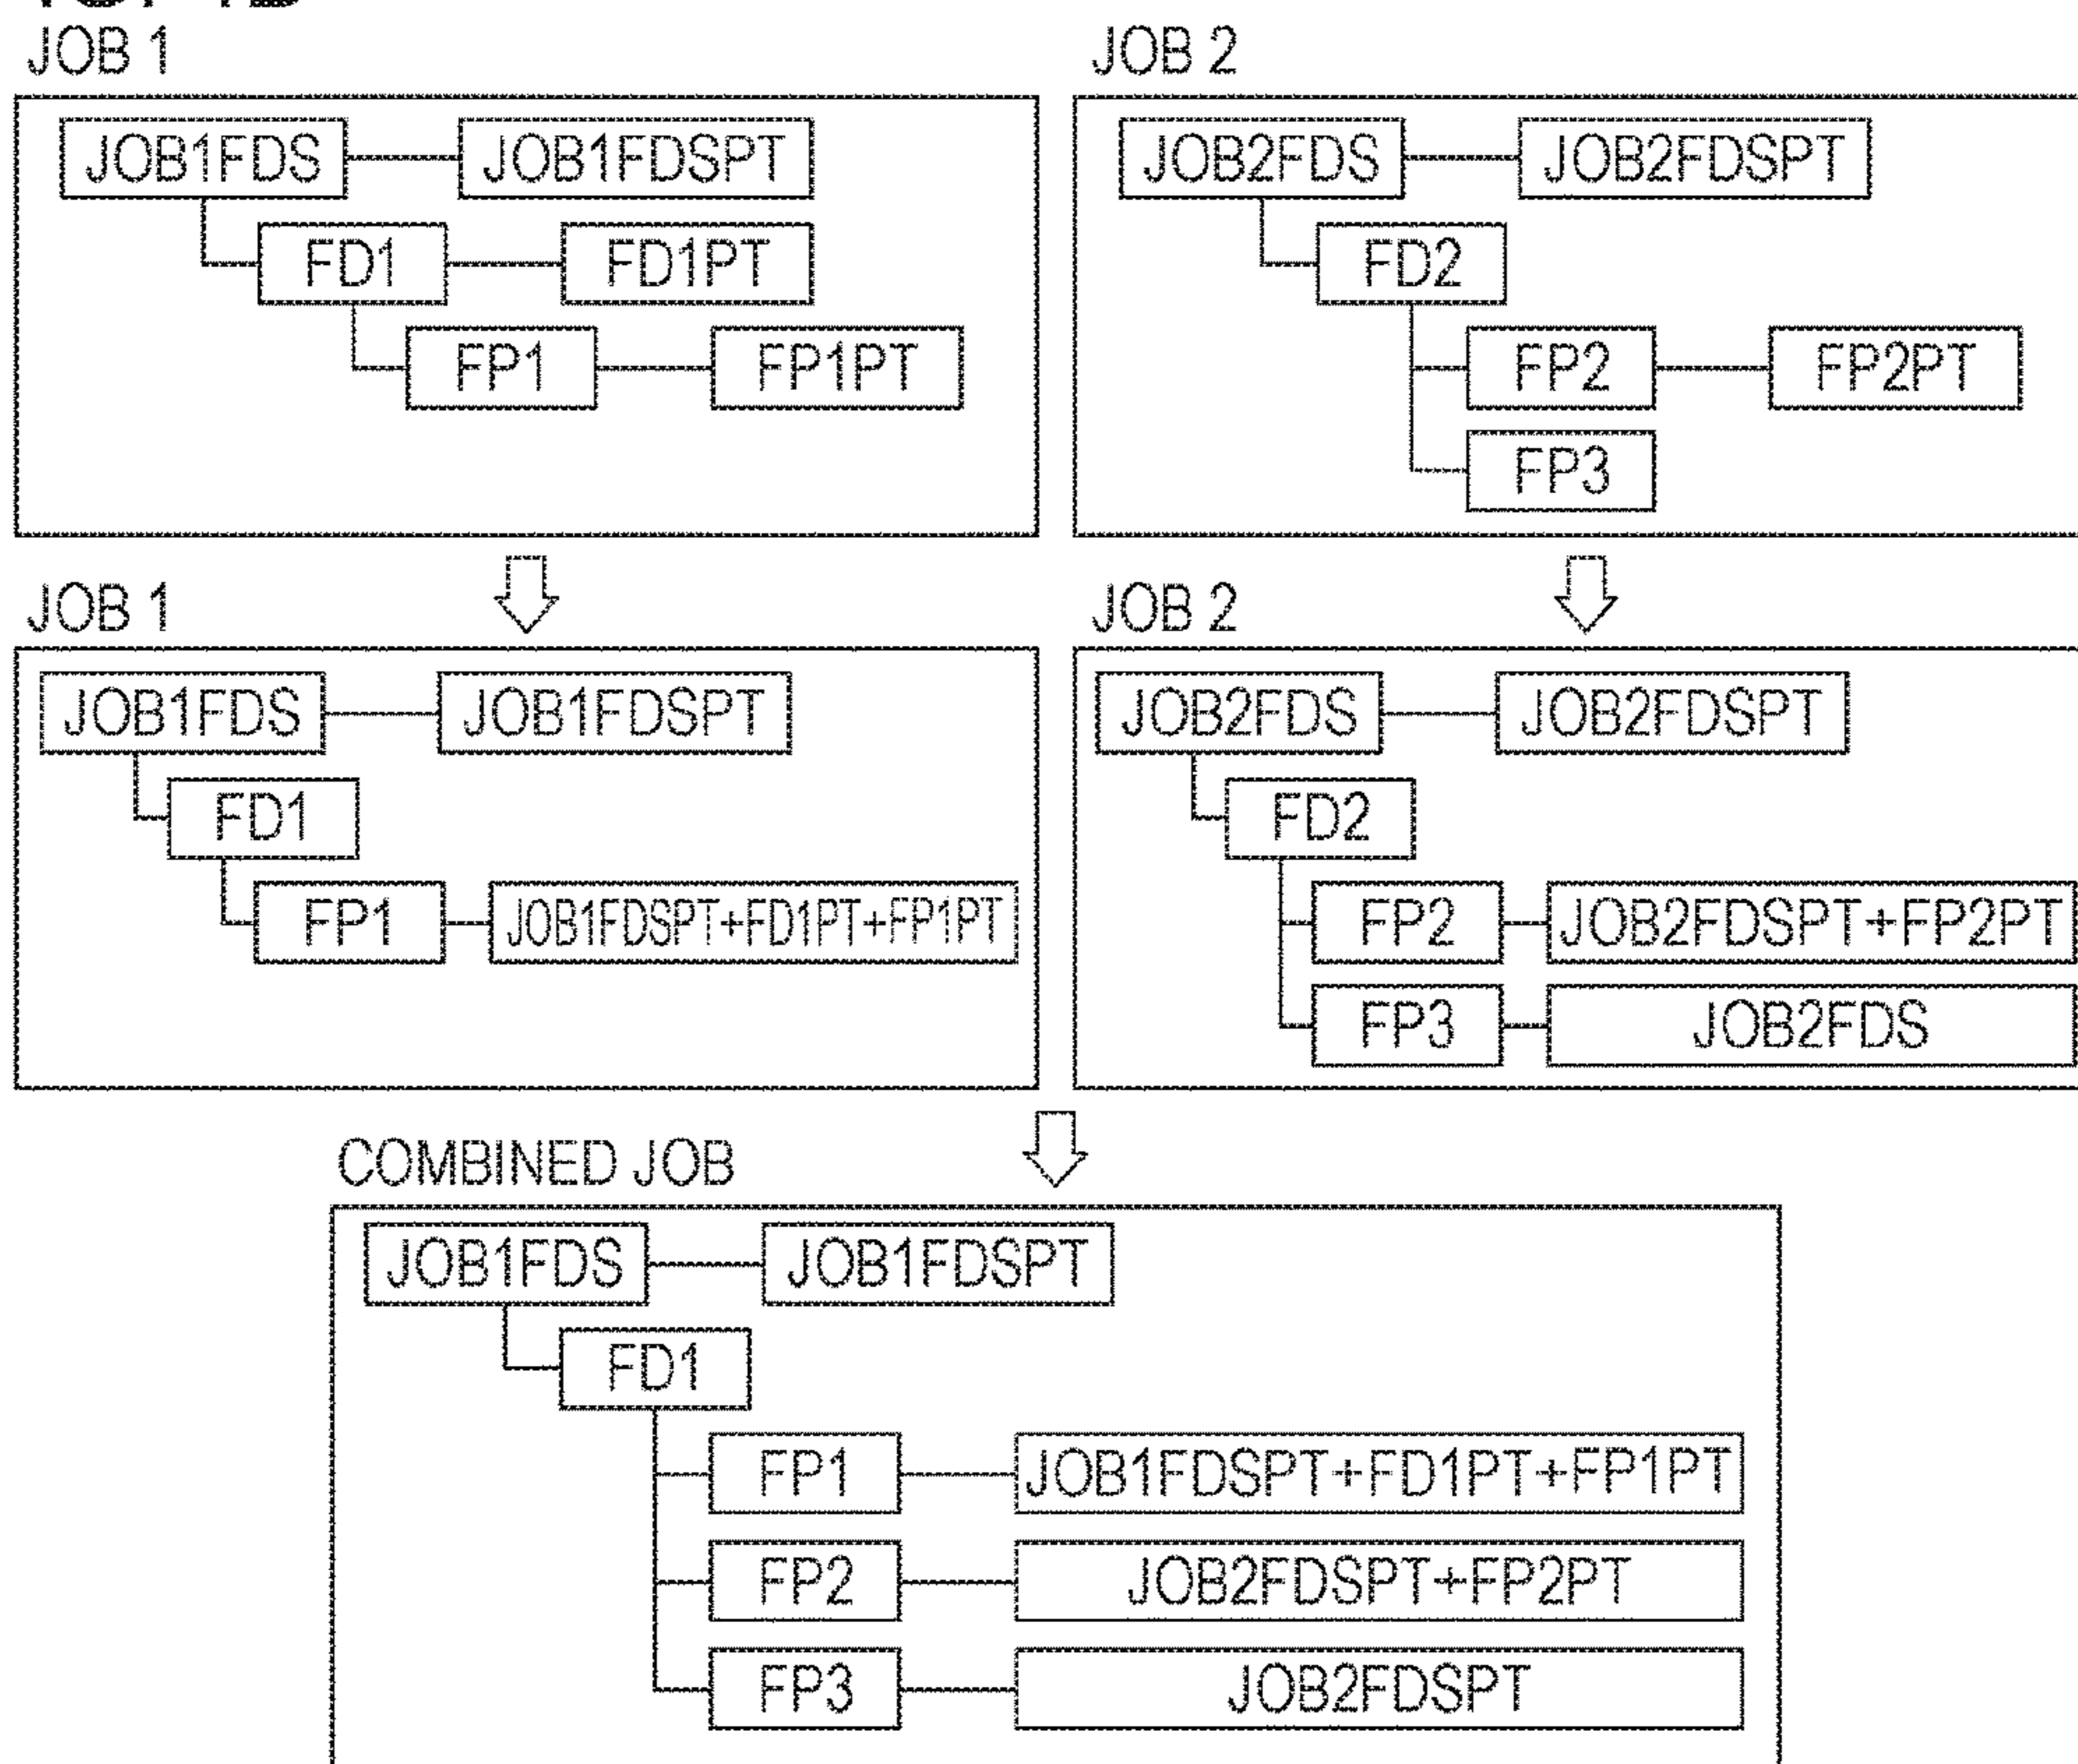 JOB 1
JOB1FDS JOB1FDSPT
FD1 FD1PT
FP1 FP1PT
JOB 2
JOB2FDS JOB2FDSPT
FD2
FP2 FP2PT
FP3
JOB 1
JOB1FDS JOB1FDSPT
FD1
FP1 JOB1FDSPT+FD1PT+FP1PT
JOB 2
JOB2FDS JOB2FDSPT
FD2
FP2 JOB2FDSPT+FP2PT
FP3 JOB2FDS
COMBINED JOB
JOB1FDS JOB1FDSPT
FD1
FP1 JOB1FDSPT+FD1PT+FP1PT
FP2 JOB2FDSPT+FP2PT
FP3 JOB2FDSPT